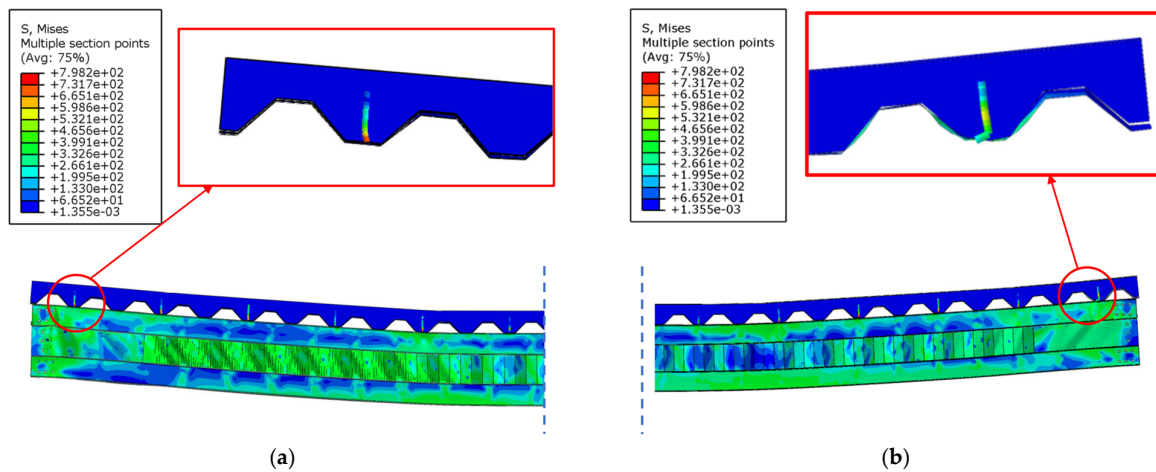 S, Mises
Multiple section points
(Avg: 75%)
+7.982e+02
+7.317e+02
+6.651e+02
+5.986e+02
+5.321e+02
+4.656e+02
+3.991e+02
+3.326e+02
+2.661e+02
+1.995e+02
+1.330e+02
+6.652e+01
+1.355e-03
S, Mises
Multiple section points
(Avg: 75%)
+7.982e+02
+7.317e+02
+6.651e+02
+5.986e+02
+5.321e+02
+4.656e+02
+3.991e+02
+3.326e+02
+2.661e+02
+1.995e+02
+1.330e+02
+6.652e+01
+1.355e-03
(a)
(b)